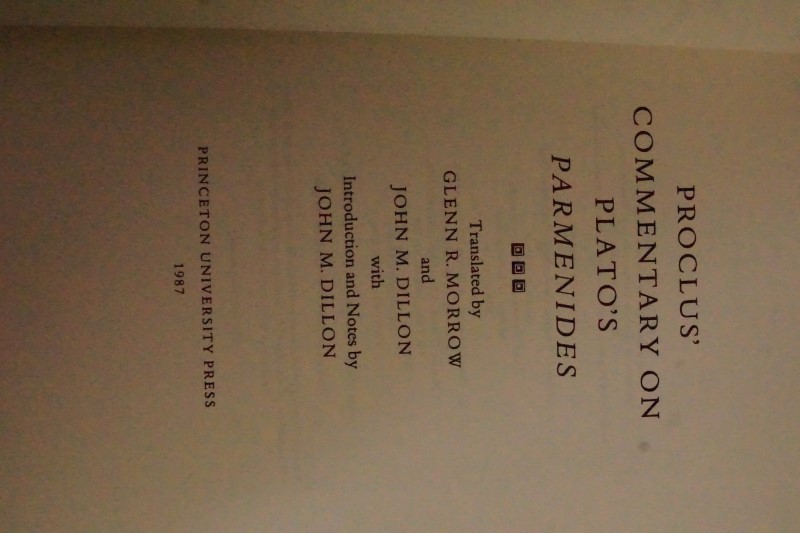 PROCLUS'
COMMENTARY ON
PLATO'S
PARMENIDES
Translated by
GLENN R. MORROW
and
JOHN M. DILLON
with
Introduction and Notes by
JOHN M. DILLON
PRINCETON UNIVERSITY PRESS
1987